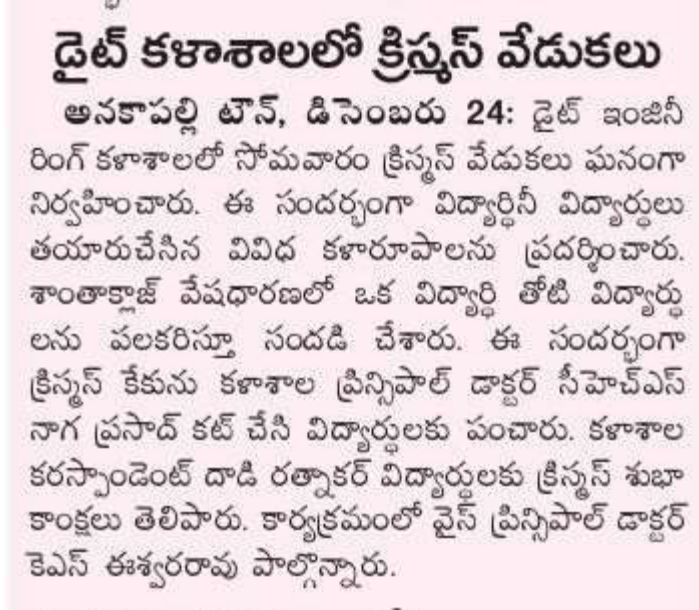 డైట్ కళాశాలలో క్రిస్మస్ వేడుకలు
అనకాపల్లి టౌన్, డిసెంబరు 24: డైట్ ఇంజినీ
రింగ్ కళాశాలలో సోమవారం క్రిస్మస్ వేడుకలు ఘనంగా
నిర్వహించారు. ఈ సందర్భంగా విద్యార్థినీ విద్యార్థులు
తయారుచేసిన వివిధ కళారూపాలను ప్రదర్శించారు.
శాంతాక్లాజ్ వేషధారణలో ఒక విద్యార్థి తోటి విద్యార్థు
లను పలకరిస్తూ సందడి చేశారు. ఈ సందర్భంగా
క్రిస్మస్ కేకును కళాశాల ప్రిన్సిపాల్ డాక్టర్ సీహెచ్ఎస్
నాగ ప్రసాద్ కట్ చేసి విద్యార్థులకు పంచారు. కళాశాల
కరస్పాండెంట్ దాడి రత్నాకర్ విద్యార్థులకు క్రిస్మస్ శుభా
కాంక్షలు తెలిపారు. కార్యక్రమంలో వైస్ ప్రిన్సిపాల్ డాక్టర్
కెఎస్ ఈశ్వరరావు పాల్గొన్నారు.